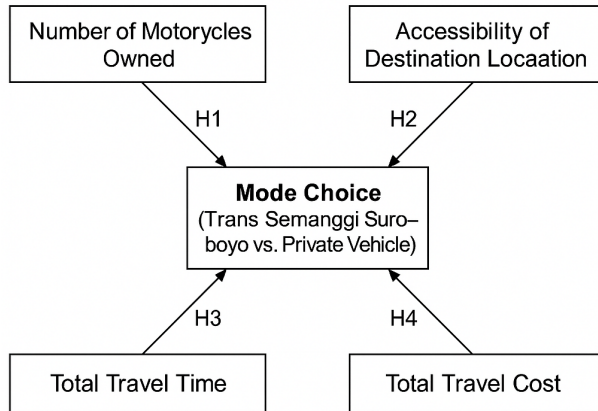 Number of Motorycles
Owned
Accessibility of
Destination Locaation
H1
H2
Mode Choice
(Trans Semanggi Suro–
boyo vs. Private Vehicle)
H3
H4
Total Travel Time
Total Travel Cost